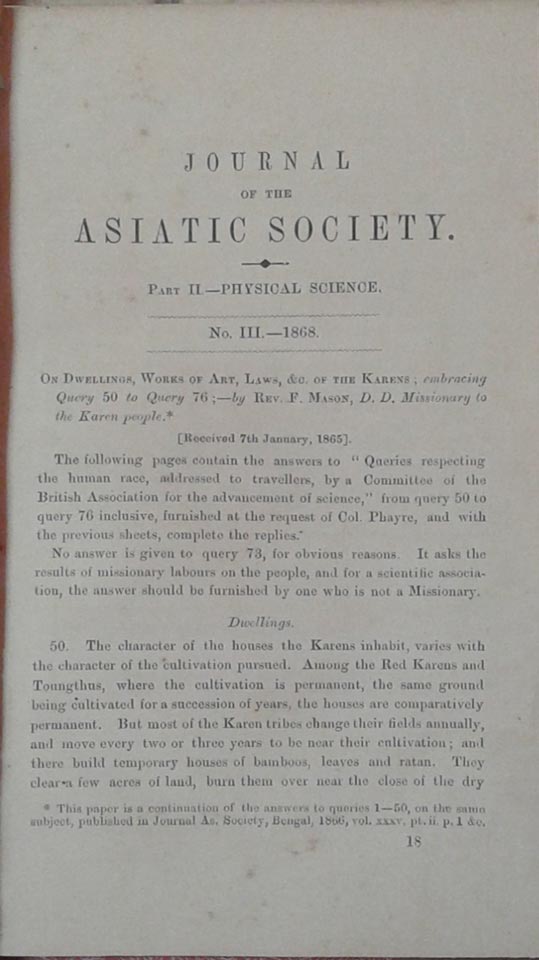 JOURNAL
OF THE
ASIATIC SOCIETY.
PART II.—PHYSICAL SCIENCE.
No. III.—1868.
ON DWELLINGS, WORKS OF ART, LAWS, &c. OF THE KARENS; embracing
Query 50 to Query 76;—by REV. F. MASON, D. D. Missionary to
the Karen people.*
[Received 7th January, 1865].
The following pages contain the answers to "Queries respecting
the human race, addressed to travellers, by a Committee of the
British Association for the advancement of science," from query 50 to
query 76 inclusive, furnished at the request of Col. Phayre, and with
the previous sheets, complete the replies."
No answer is given to query 73, for obvious reasons. It asks the
results of missionary labours on the people, and for a scientific associa-
tion, the answer should be furnished by one who is not a Missionary.
Dwellings.
50. The character of the houses the Karens inhabit, varies with
the character of the cultivation pursued. Among the Red Karens and
Toungthus, where the cultivation is permanent, the same ground
being cultivated for a succession of years, the houses are comparatively
permanent. But most of the Karen tribes change their fields annually,
and move every two or three years to be near their cultivation; and
there build temporary houses of bamboos, leaves and ratan. They
clear a few acres of land, burn them over near the close of the dry
* This paper is a continuation of the answers to queries 1—50, on the same
subject, published in Journal As. Society, Bengal, 1866, vol. xxxv. pt. ii. p. 1 &c.
18